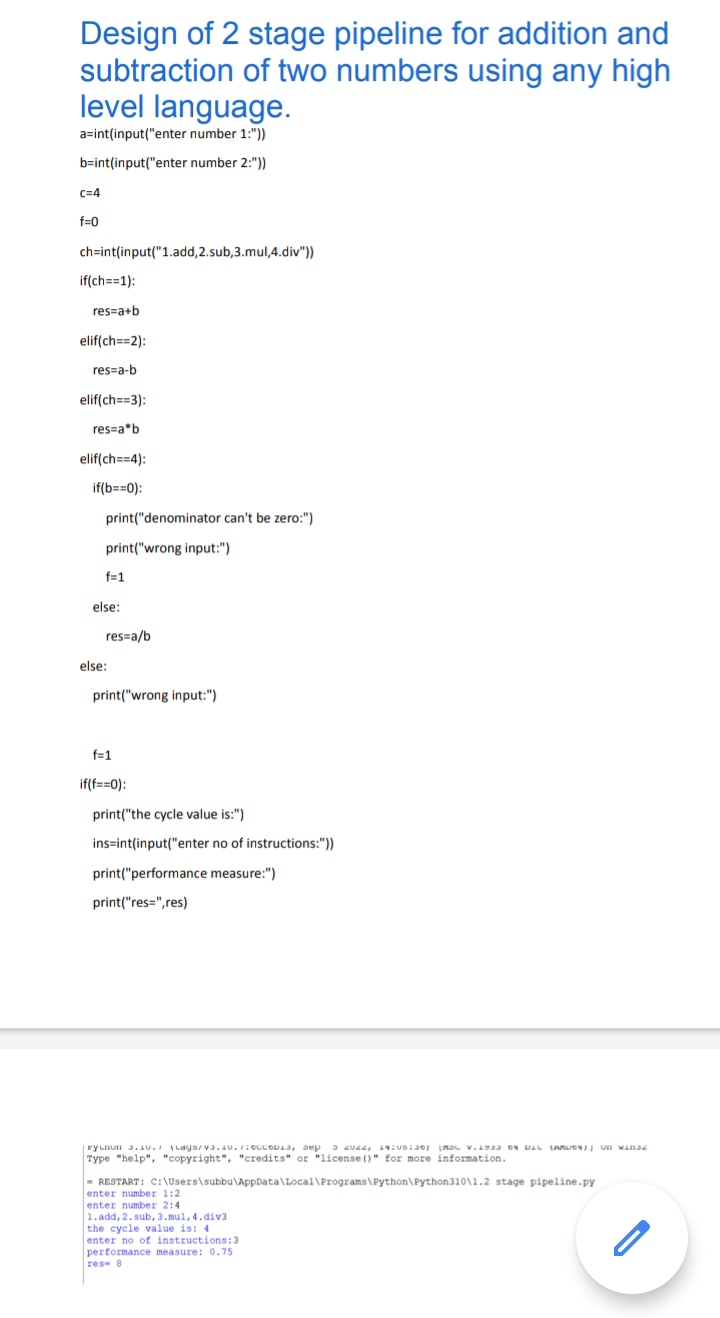 Design of 2 stage pipeline for addition and
subtraction of two numbers using any high
level language.
a=int(input("enter number 1:"))
b=int(input("enter number 2:"))
c=4
f=0
ch=int(input("1.add,2.sub,3.mul,4.div"))
if(ch==1):
res=a+b
elif(ch==2):
res=a-b
elif(ch==3):
res=a*b
elif(ch==4):
if(b==0):
print("denominator can't be zero:")
print("wrong input:")
f=1
else:
res=a/b
else:
print("wrong input:")
f=1
if(f==0):
print("the cycle value is:")
ins=int(input("enter no of instructions:"))
print("performance measure:")
print("res=",res)
Type "help", "copyright", "credits" or "license()" for more information.
= RESTART: C:\Users\subbu\AppData\Local\Programs\Python\Python310\1.2 stage pipeline.py
enter number 1:2
enter number 2:4
1.add,2.sub,3.mul,4.div3
the cycle value is: 4
enter no of instructions:3
performance measure: 0.75
res= 8